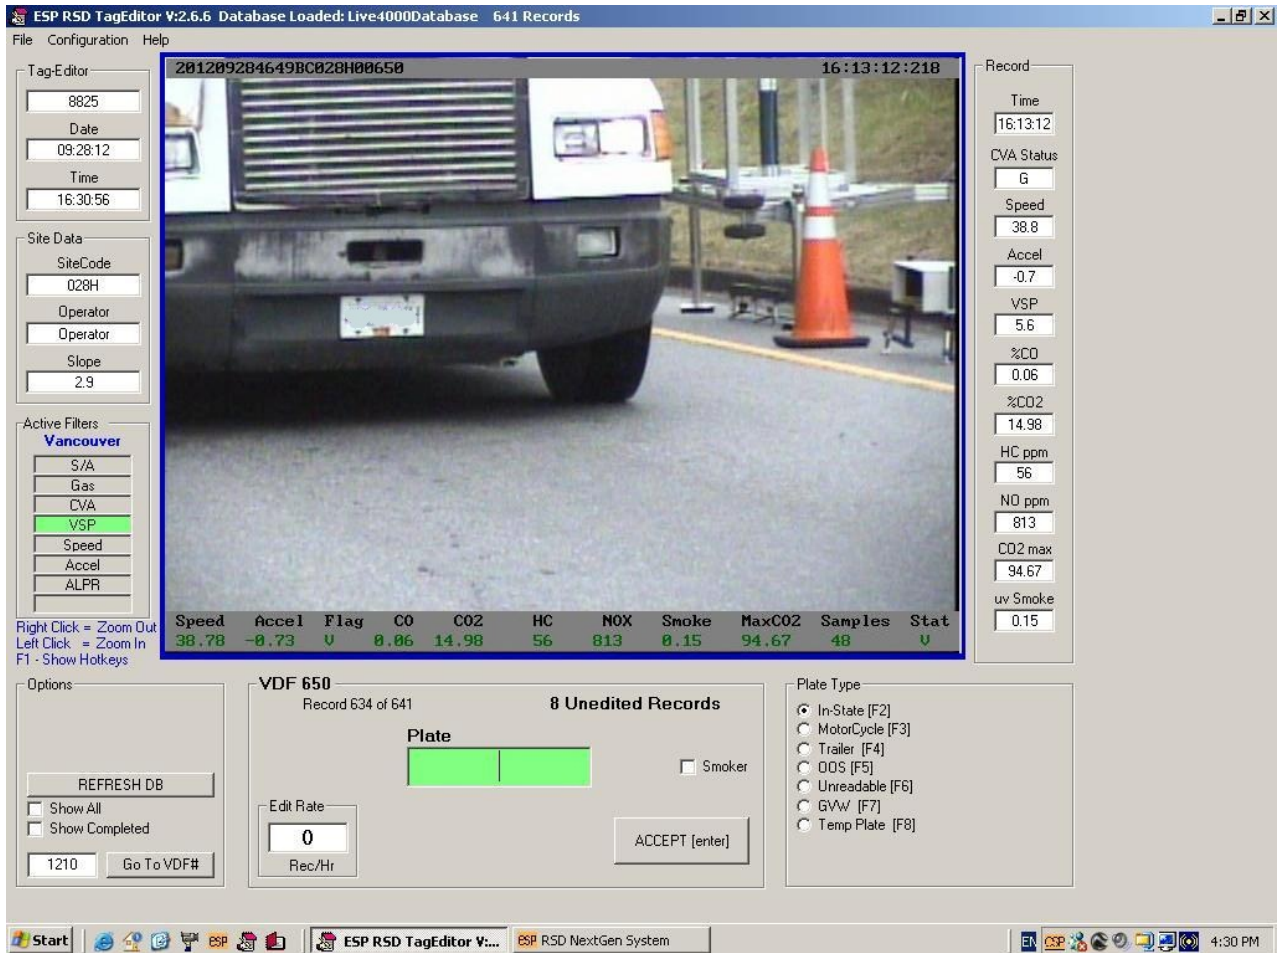 ESP RSD TagEditor V:2.6.6 Database Loaded: Live4000Database 641 Records
File Configuration Help
Tag-Editor
8825
Date
09:28:12
Time
16:30:56
Site Data
SiteCode
028H
Operator
Operator
Slope
2.9
Active Filters
Vancouver
S/A
Gas
CVA
VSP
Speed
Accel
ALPR
Right Click = Zoom Out
Left Click = Zoom In
F1 - Show Hotkeys
201209284649BC028H00650 16:13:12:218
Speed Accel Flag CO CO2 HC NOX Smoke MaxCO2 Samples Stat
38.78 -0.73 V 0.06 14.98 56 813 0.15 94.67 48 V
Record
Time
16:13:12
CVA Status
G
Speed
38.8
Accel
-0.7
VSP
5.6
%CO
0.06
%CO2
14.98
HC ppm
56
NO ppm
813
CO2 max
94.67
uv Smoke
0.15
Options
REFRESH DB
Show All
Show Completed
1210 Go To VDF#
VDF 650
Record 634 of 641 8 Unedited Records
Plate
Smoker
Edit Rate
0
Rec/Hr
ACCEPT [enter]
Plate Type
In-State [F2]
MotorCycle [F3]
Trailer [F4]
OOS [F5]
Unreadable [F6]
GVW [F7]
Temp Plate [F8]
Start ESP ESP RSD TagEditor V:... ESP RSD NextGen System EN CSP 4:30 PM